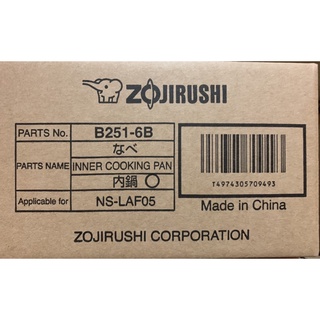 ZOJIRUSHI
PARTS No. B251-6B
PARTS NAME
なべ
INNER COOKING PAN
内鍋 ○
Applicable for NS-LAF05
T4974305709493
Made in China
ZOJIRUSHI CORPORATION